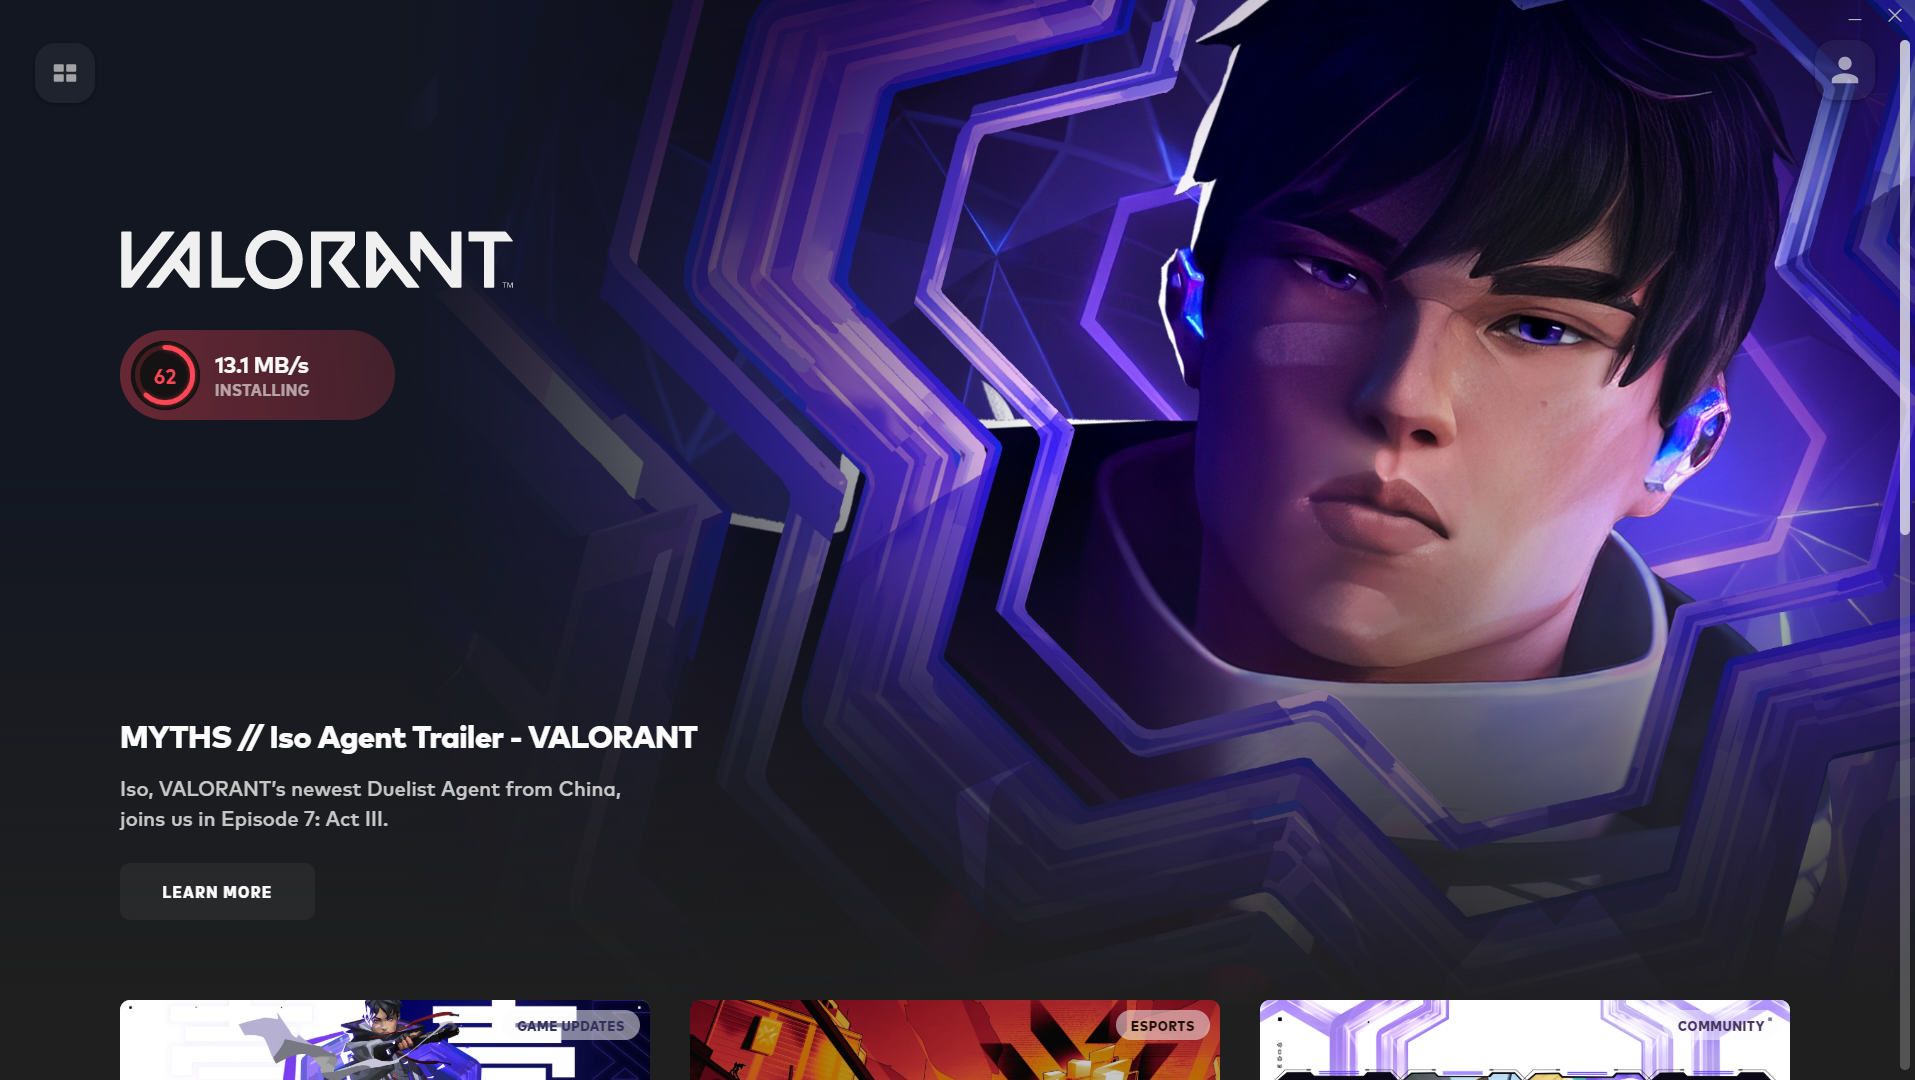 VALORANT
TM
62
13.1 MB/s
INSTALLING
MYTHS // Iso Agent Trailer - VALORANT
Iso, VALORANT’s newest Duelist Agent from China,
joins us in Episode 7: Act III.
LEARN MORE
GAME UPDATES
ESPORTS
COMMUNITY